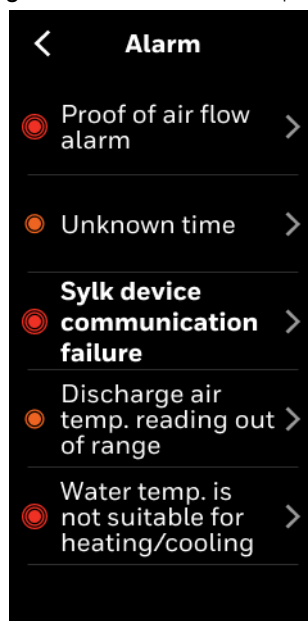 Alarm
Proof of air flow
alarm
Unknown time
Sylk device
communication
failure
Discharge air
temp. reading out
of range
Water temp. is
not suitable for
heating/cooling